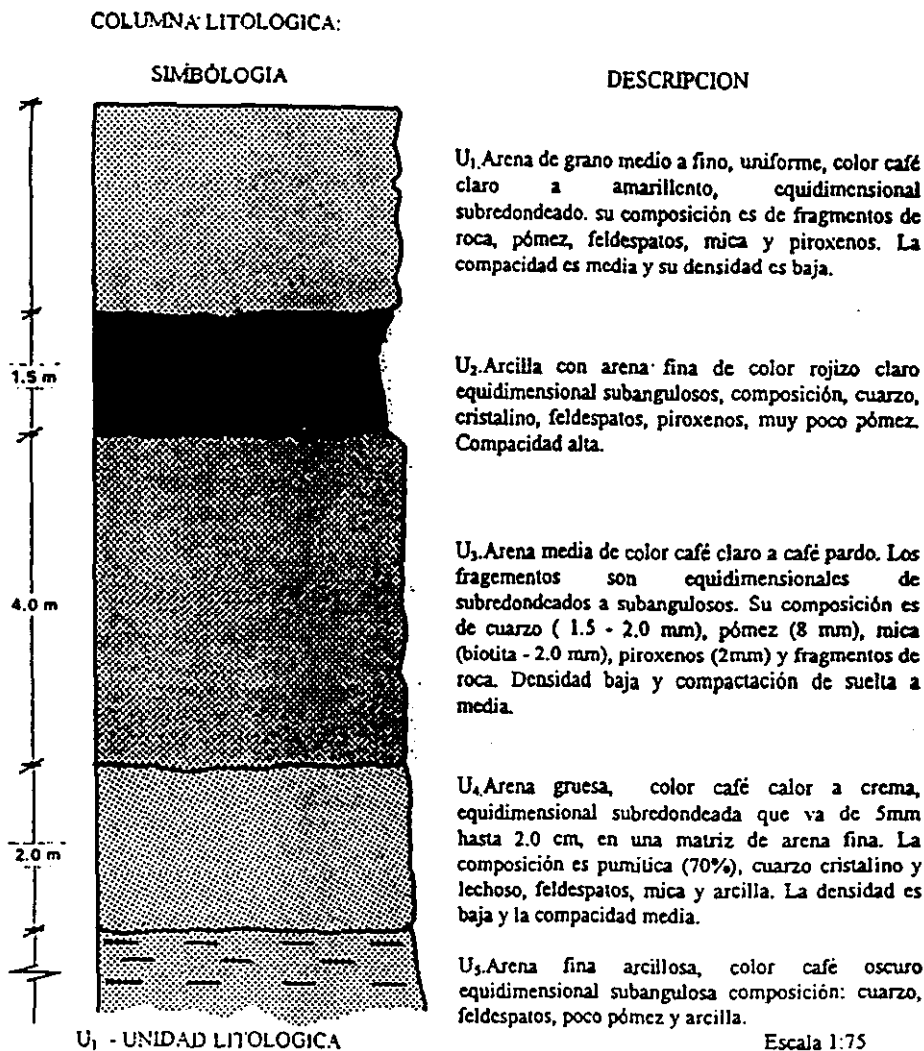 COLUMNA LITOLOGICA:
SIMBÓLOGIA
DESCRIPCION
U₁.Arena de grano medio a fino, uniforme, color café
claro a amarillento, equidimensional
subredondeado. su composición es de fragmentos de
roca, pómez, feldespatos, mica y piroxenos. La
compacidad es media y su densidad es baja.
1.5 m
U₂.Arcilla con arena fina de color rojizo claro
equidimensional subangulosos, composición, cuarzo,
cristalino, feldespatos, piroxenos, muy poco pómez.
Compacidad alta.
4.0 m
U₃.Arena media de color café claro a café pardo. Los
fragementos son equidimensionales de
subredondeados a subangulosos. Su composición es
de cuarzo ( 1.5 - 2.0 mm), pómez (8 mm), mica
(biotita - 2.0 mm), piroxenos (2mm) y fragmentos de
roca. Densidad baja y compactación de suelta a
media.
2.0 m
U₄.Arena gruesa, color café calor a crema,
equidimensional subredondeada que va de 5mm
hasta 2.0 cm, en una matriz de arena fina. La
composición es pumitica (70%), cuarzo cristalino y
lechoso, feldespatos, mica y arcilla. La densidad es
baja y la compacidad media.
U₅.Arena fina arcillosa, color café oscuro
equidimensional subangulosa composición: cuarzo,
feldespatos, poco pómez y arcilla.
U₁ - UNIDAD LITOLOGICA
Escala 1:75